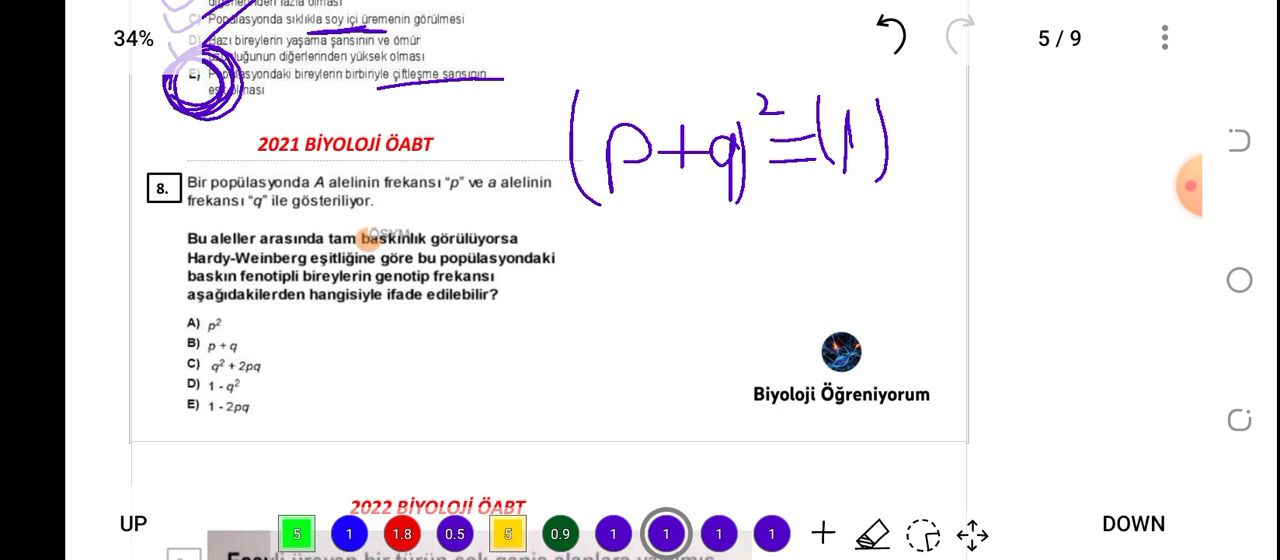 34%
5 / 9
C) Populasyonda sıklıkla soy içi üremenin görülmesi
D) Bazı bireylerin yaşama şansının ve ömür
uzunluğunun diğerlerinden yüksek olması
E) Populasyondaki bireylerin birbiriyle çiftleşme şansının
eşit olması
(p+q)² = (1)
2021 BİYOLOJİ ÖABT
8. Bir popülasyonda A alelinin frekansı "p" ve a alelinin
frekansı "q" ile gösteriliyor.
ÖSYM
Bu aleller arasında tam baskınlık görülüyorsa
Hardy-Weinberg eşitliğine göre bu popülasyondaki
baskın fenotipli bireylerin genotip frekansı
aşağıdakilerden hangisiyle ifade edilebilir?
A) p²
B) p + q
C) q² + 2pq
D) 1 - q²
E) 1 - 2pq
Biyoloji Öğreniyorum
2022 BİYOLOJİ ÖABT
UP
5 1 1.8 0.5 5 0.9 1 1 1 1
DOWN